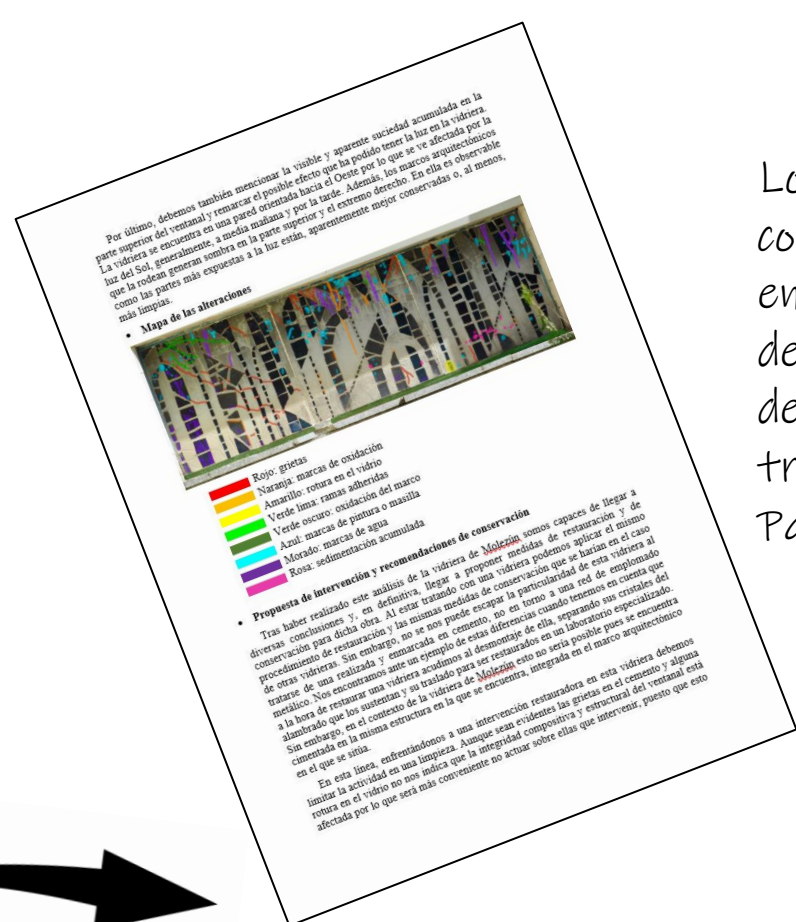 Por último, debemos también mencionar la visible y aparente suciedad acumulada en la
parte superior del ventanal y remarcar el posible efecto que ha podido tener la luz en la vidriera.
La vidriera se encuentra en una pared orientada hacia el Oeste por lo que se ve afectada por la
luz del Sol, generalmente, a media mañana y por la tarde. Además, los marcos arquitectónicos
que la rodean generan sombra en la parte superior y el extremo derecho. En ella es observable
como las partes más expuestas a la luz están, aparentemente mejor conservadas o, al menos,
más limpias.
• Mapa de las alteraciones
Rojo: grietas
Naranja: marcas de oxidación
Amarillo: rotura en el vidrio
Verde lima: ramas adheridas
Verde oscuro: oxidación del marco
Azul: marcas de pintura o masilla
Morado: marcas de agua
Rosa: sedimentación acumulada
• Propuesta de intervención y recomendaciones de conservación
Tras haber realizado este análisis de la vidriera de Molezún somos capaces de llegar a
diversas conclusiones y, en definitiva, llegar a proponer medidas de restauración y de
conservación para dicha obra. Al estar tratando con una vidriera podemos aplicar el mismo
procedimiento de restauración y las mismas medidas de conservación que se harían en el caso
de otras vidrieras. Sin embargo, no se nos puede escapar la particularidad de esta vidriera al
tratarse de una realizada y enmarcada en cemento, no en torno a una red de emplomado
metálico. Nos encontramos ante un ejemplo de estas diferencias cuando tenemos en cuenta que
a la hora de restaurar una vidriera acudimos al desmontaje de ella, separando sus cristales del
alambrado que los sustentan y su traslado para ser restaurados en un laboratorio especializado.
Sin embargo, en el contexto de la vidriera de Molezún esto no sería posible pues se encuentra
cimentada en la misma estructura en la que se encuentra, integrada en el marco arquitectónico
en el que se sitúa.
En esta línea, enfrentándonos a una intervención restauradora en esta vidriera debemos
limitar la actividad en una limpieza. Aunque sean evidentes las grietas en el cemento y alguna
rotura en el vidrio no nos indica que la integridad compositiva y estructural del ventanal está
afectada por lo que será más conveniente no actuar sobre ellas que intervenir, puesto que esto